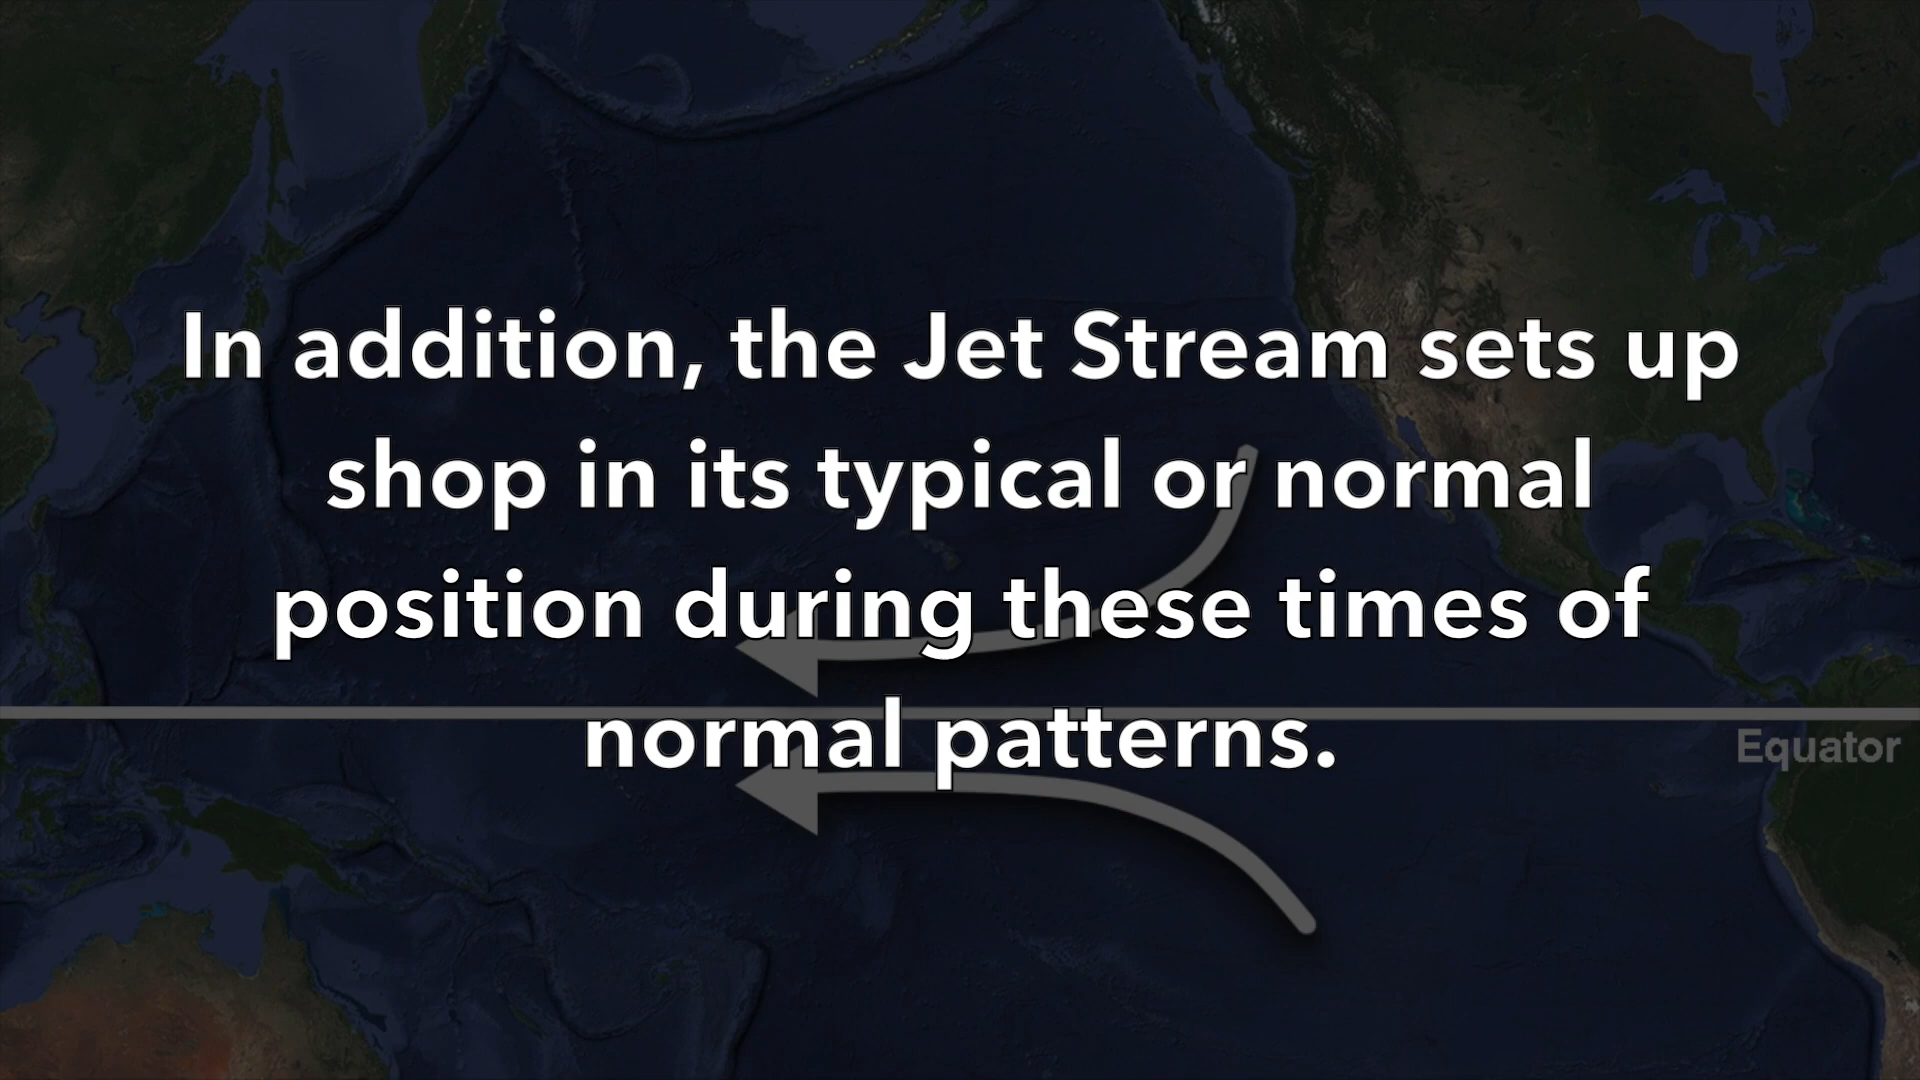 In addition, the Jet Stream sets up
shop in its typical or normal
position during these times of
normal patterns.
Equator